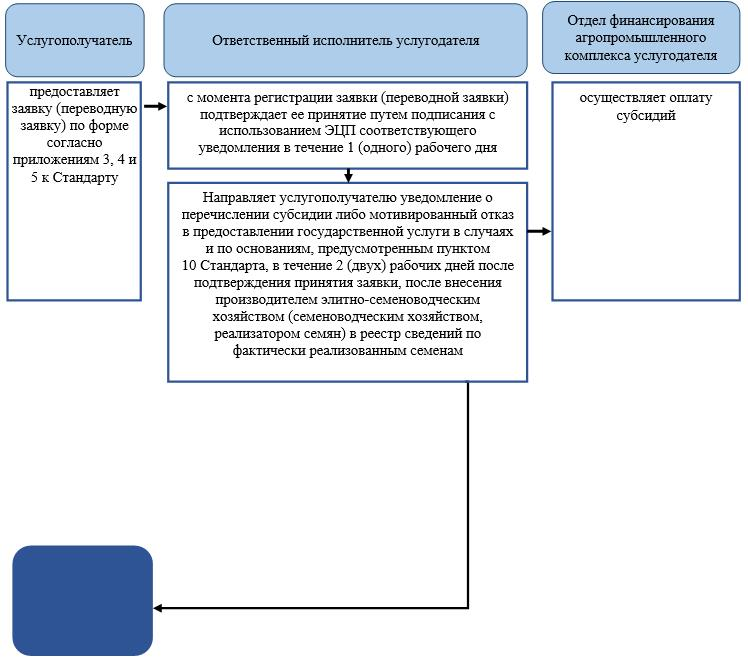 Услугополучатель
Ответственный исполнитель услугодателя
Отдел финансирования
агропромышленного
комплекса услугодателя
предоставляет
заявку (переводную
заявку) по форме
согласно
приложениям 3, 4 и
5 к Стандарту
с момента регистрации заявки (переводной заявки)
подтверждает ее принятие путем подписания с
использованием ЭЦП соответствующего
уведомления в течение 1 (одного) рабочего дня
осуществляет оплату
субсидий
Направляет услугополучателю уведомление о
перечислении субсидии либо мотивированный отказ
в предоставлении государственной услуги в случаях
и по основаниям, предусмотренным пунктом
10 Стандарта, в течение 2 (двух) рабочих дней после
подтверждения принятия заявки, после внесения
производителем элитно-семеноводческим
хозяйством (семеноводческим хозяйством,
реализатором семян) в реестр сведений по
фактически реализованным семенам